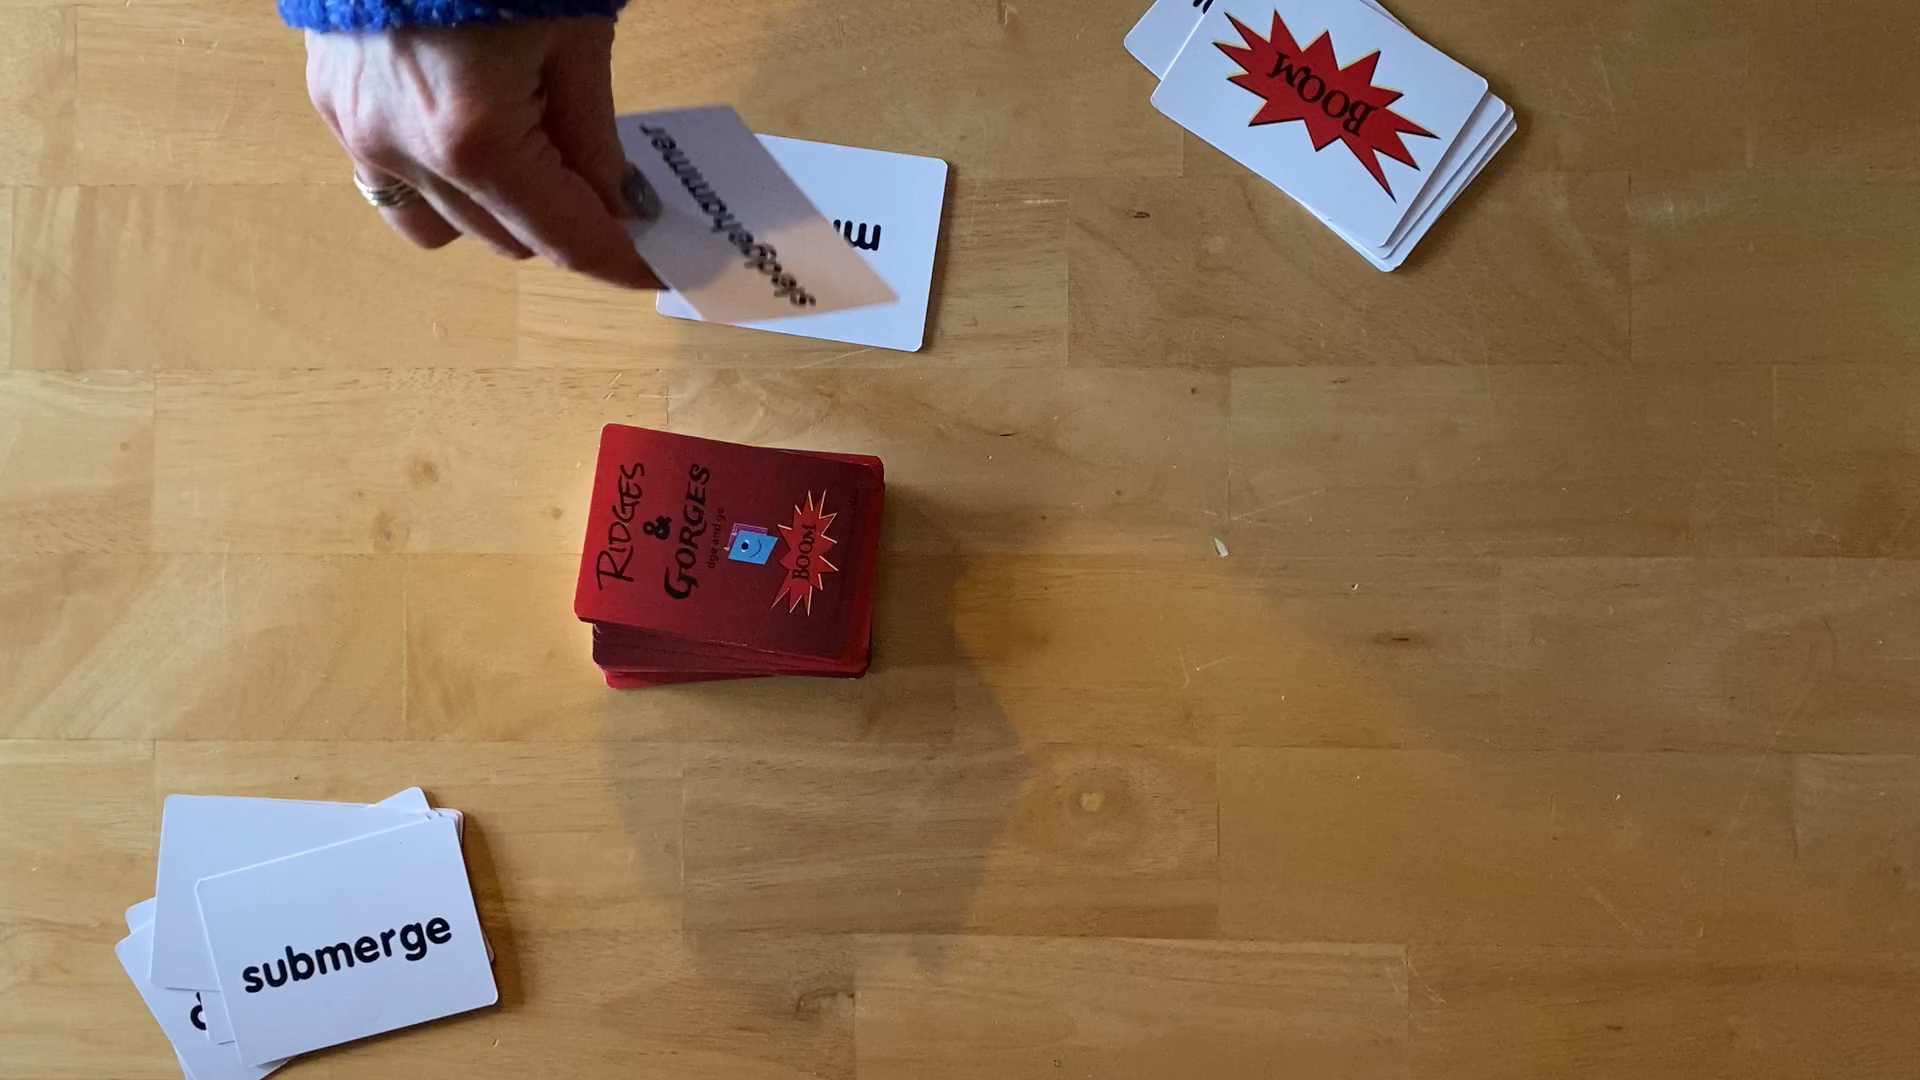 BOOM
sledgehammer
RIDGES
&
GORGES
dge and ge
BOOM
submerge